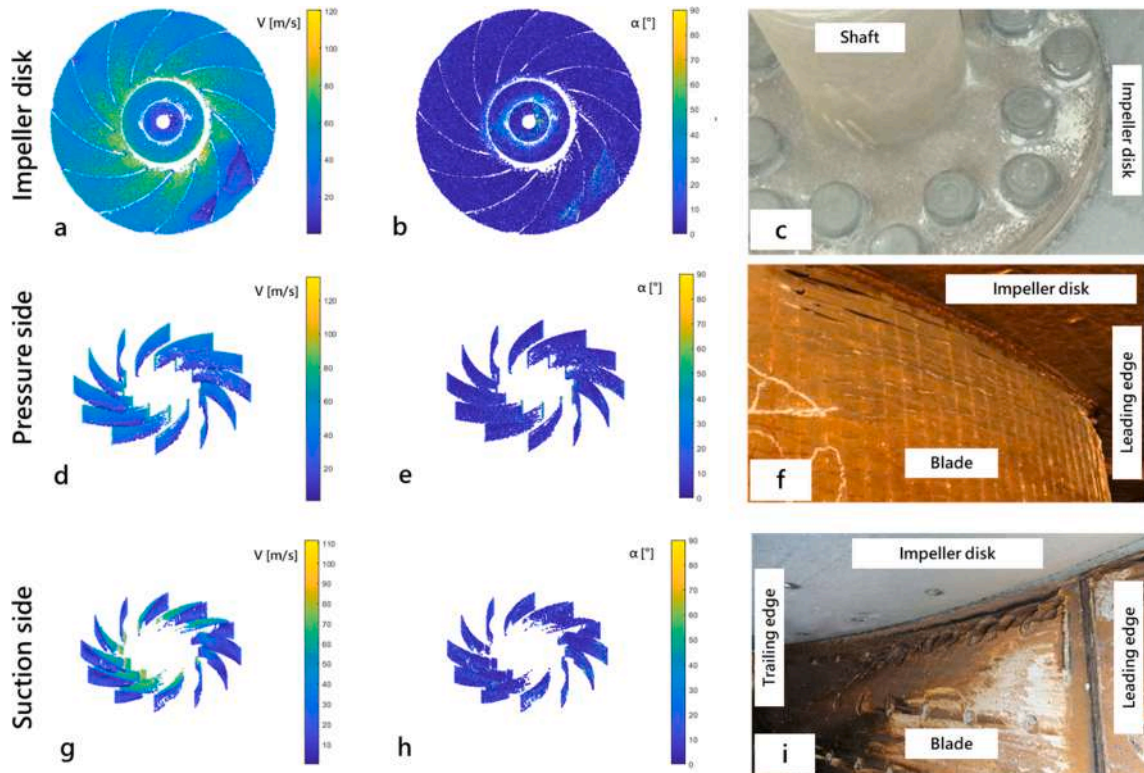 Impeller disk
V [m/s]
120
100
80
60
40
20
a
α [°]
90
80
70
60
50
40
30
20
10
0
b
Shaft
Impeller disk
c
Pressure side
V [m/s]
120
100
80
60
40
20
d
α [°]
90
80
70
60
50
40
30
20
10
0
e
Impeller disk
Leading edge
Blade
f
Suction side
V [m/s]
110
100
90
80
70
60
50
40
30
20
10
g
α [°]
90
80
70
60
50
40
30
20
10
0
h
Impeller disk
Trailing edge
Leading edge
Blade
i